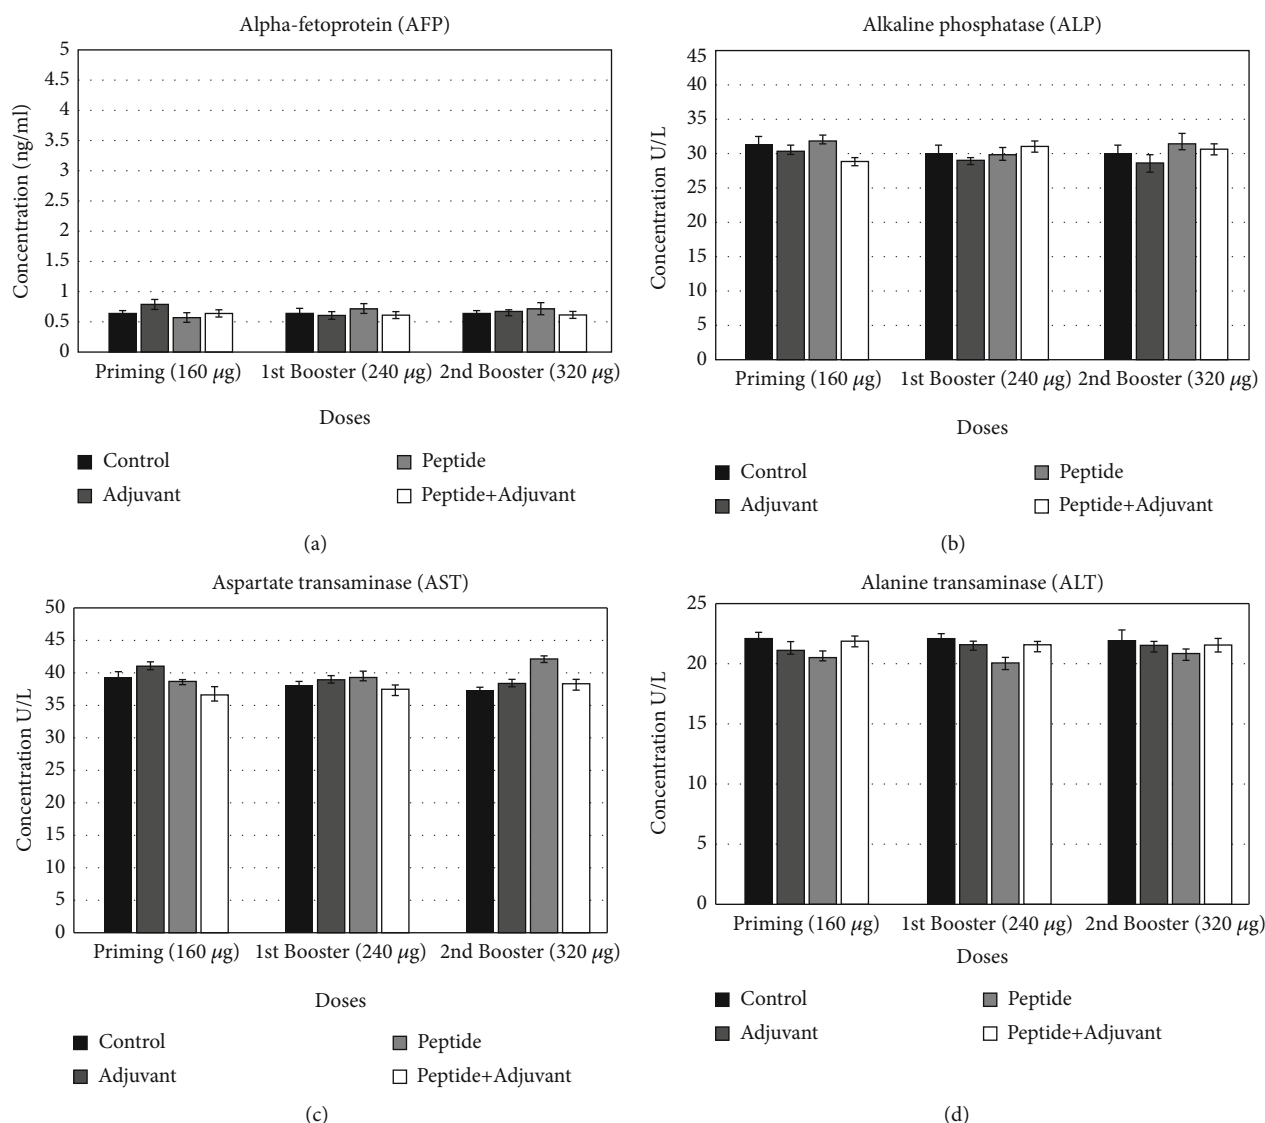 Alpha-fetoprotein (AFP)
5
4.5
4
3.5
3
2.5
2
1.5
1
0.5
0
Concentration (ng/ml)
Priming (160 μg) 1st Booster (240 μg) 2nd Booster (320 μg)
Doses
Control
Peptide
Adjuvant
Peptide+Adjuvant
(a)
Alkaline phosphatase (ALP)
45
40
35
30
25
20
15
10
5
0
Concentration U/L
Priming (160 μg) 1st Booster (240 μg) 2nd Booster (320 μg)
Doses
Control
Peptide
Adjuvant
Peptide+Adjuvant
(b)
Aspartate transaminase (AST)
50
45
40
35
30
25
20
15
10
5
0
Concentration U/L
Priming (160 μg) 1st Booster (240 μg) 2nd Booster (320 μg)
Doses
Control
Peptide
Adjuvant
Peptide+Adjuvant
(c)
Alanine transaminase (ALT)
25
20
15
10
5
0
Concentration U/L
Priming (160 μg) 1st Booster (240 μg) 2nd Booster (320 μg)
Doses
Control
Peptide
Adjuvant
Peptide+Adjuvant
(d)